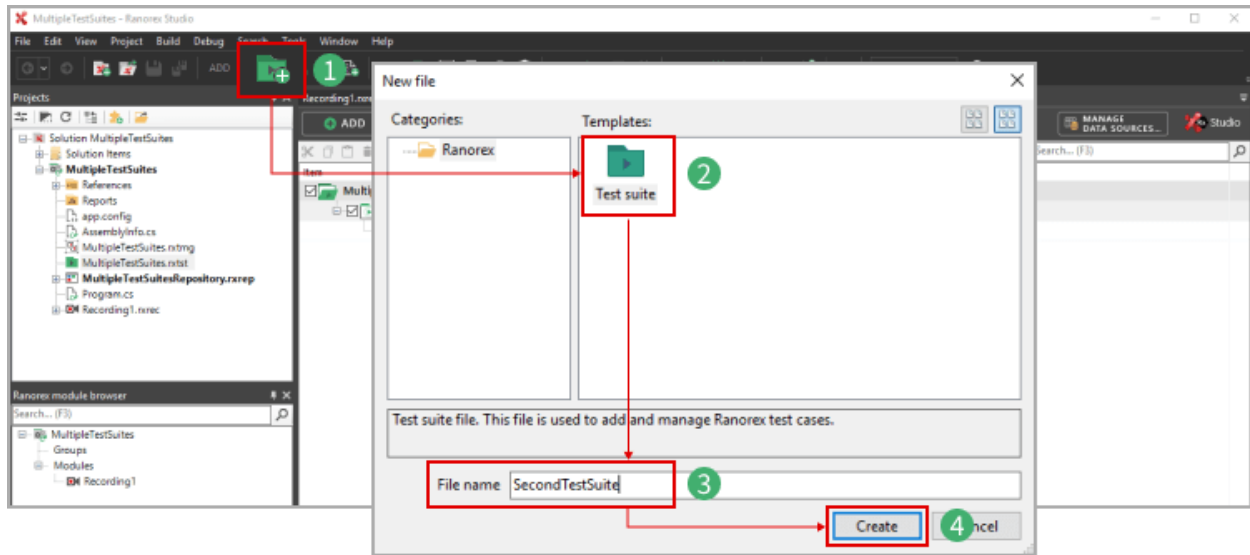 MultipleTestSuites - Ranorex Studio
File Edit View Project Build Debug Search Tools Window Help
ADD
1
Projects
Solution MultipleTestSuites
Solution Items
MultipleTestSuites
References
Reports
app.config
AssemblyInfo.cs
MultipleTestSuites.rxtmg
MultipleTestSuites.rxtst
MultipleTestSuitesRepository.rxrep
Program.cs
Recording1.rxrec
Ranorex module browser
Search... (F3)
MultipleTestSuites
Groups
Modules
Recording1
ADD
Item
MANAGE
DATA SOURCES...
Studio
Search... (F3)
New file
Categories:
Ranorex
Templates:
Test suite
2
Test suite file. This file is used to add and manage Ranorex test cases.
File name SecondTestSuite
3
Create
4